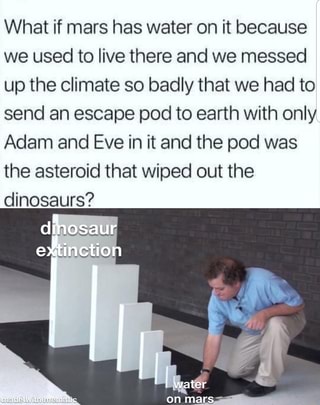 What if mars has water on it because
we used to live there and we messed
up the climate so badly that we had to
send an escape pod to earth with only
Adam and Eve in it and the pod was
the asteroid that wiped out the
dinosaurs?
dinosaur
extinction
water
on mars